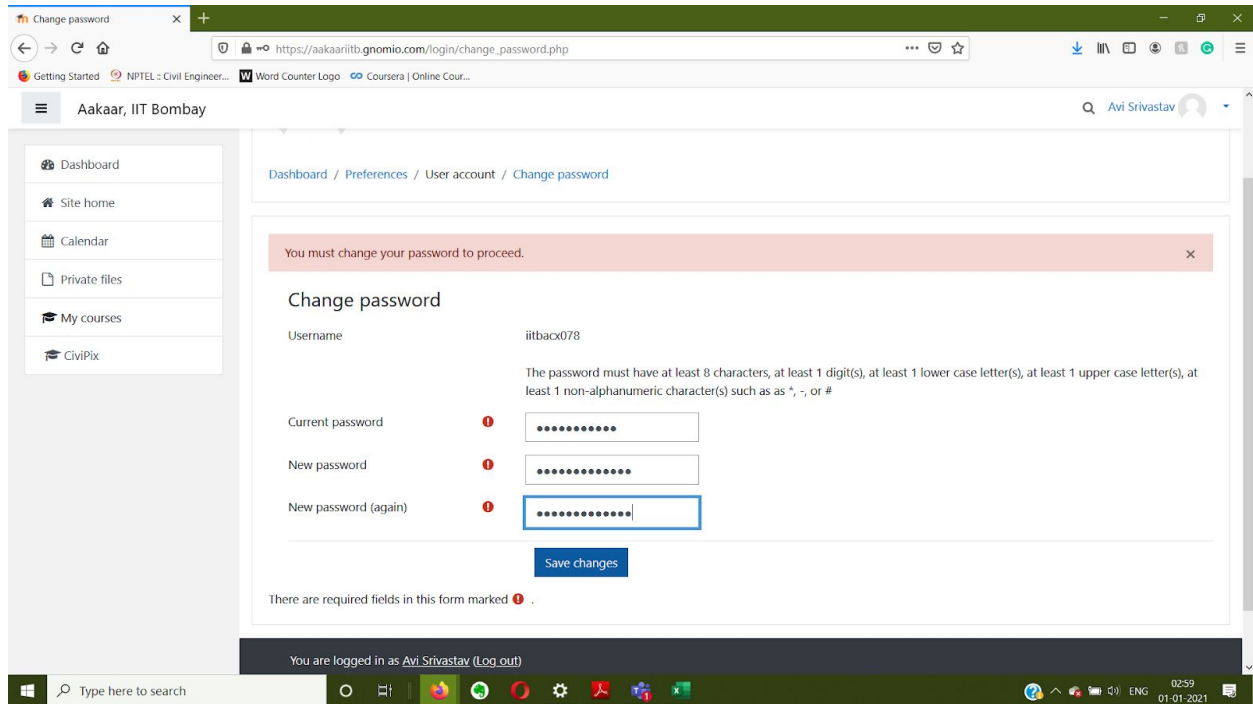 Change password
https://aakaariitb.gnomio.com/login/change_password.php
Getting Started NPTEL :: Civil Engineer... Word Counter Logo Coursera | Online Cour...
Aakaar, IIT Bombay
Avi Srivastav
Dashboard
Site home
Calendar
Private files
My courses
CiviPix
Dashboard / Preferences / User account / Change password
You must change your password to proceed.
Change password
Username iitbacx078
The password must have at least 8 characters, at least 1 digit(s), at least 1 lower case letter(s), at least 1 upper case letter(s), at
least 1 non-alphanumeric character(s) such as as *, -, or #
Current password
New password
New password (again)
Save changes
There are required fields in this form marked .
You are logged in as Avi Srivastav (Log out)
Type here to search
ENG
02:59
01-01-2021